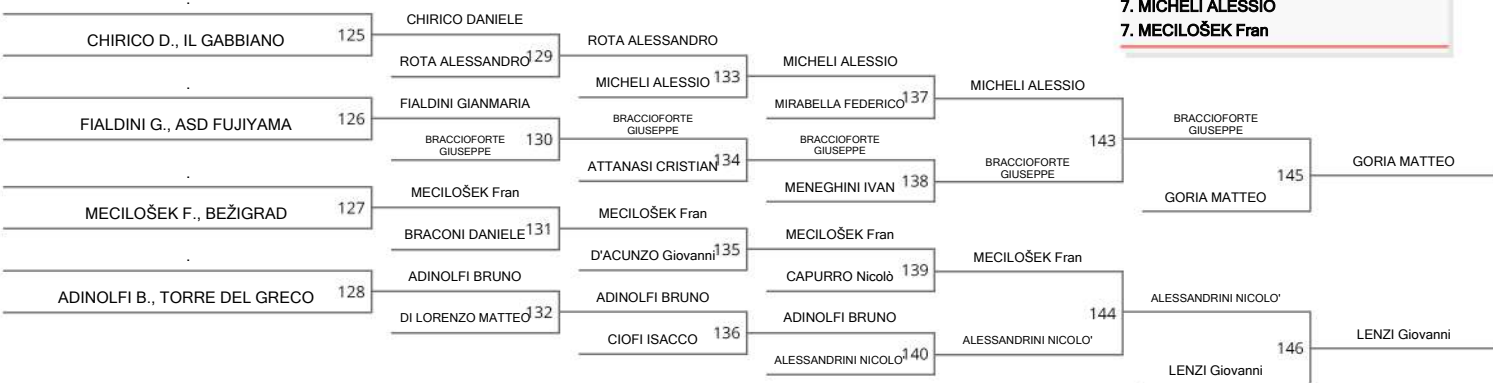 7. MICHELI ALESSIO
7. MECILOŠEK Fran
.
CHIRICO D., IL GABBIANO
125
.
FIALDINI G., ASD FUJIYAMA
126
.
MECILOŠEK F., BEŽIGRAD
127
.
ADINOLFI B., TORRE DEL GRECO
128
CHIRICO DANIELE
ROTA ALESSANDRO
129
FIALDINI GIANMARIA
BRACCIOFORTE
GIUSEPPE
130
MECILOŠEK Fran
BRACONI DANIELE
131
ADINOLFI BRUNO
DI LORENZO MATTEO
132
ROTA ALESSANDRO
MICHELI ALESSIO
133
BRACCIOFORTE
GIUSEPPE
ATTANASI CRISTIAN
134
MECILOŠEK Fran
D'ACUNZO Giovanni
135
ADINOLFI BRUNO
CIOFI ISACCO
136
MICHELI ALESSIO
MIRABELLA FEDERICO
137
BRACCIOFORTE
GIUSEPPE
MENEGHINI IVAN
138
MECILOŠEK Fran
CAPURRO Nicolò
139
ADINOLFI BRUNO
ALESSANDRINI NICOLO'
140
MICHELI ALESSIO
BRACCIOFORTE
GIUSEPPE
143
MECILOŠEK Fran
ALESSANDRINI NICOLO'
144
BRACCIOFORTE
GIUSEPPE
GORIA MATTEO
145
ALESSANDRINI NICOLO'
LENZI Giovanni
146
GORIA MATTEO
LENZI Giovanni